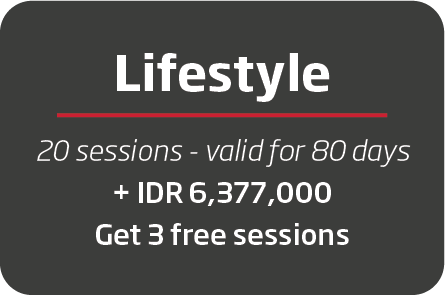 Lifestyle
20 sessions - valid for 80 days
+ IDR 6,377,000
Get 3 free sessions